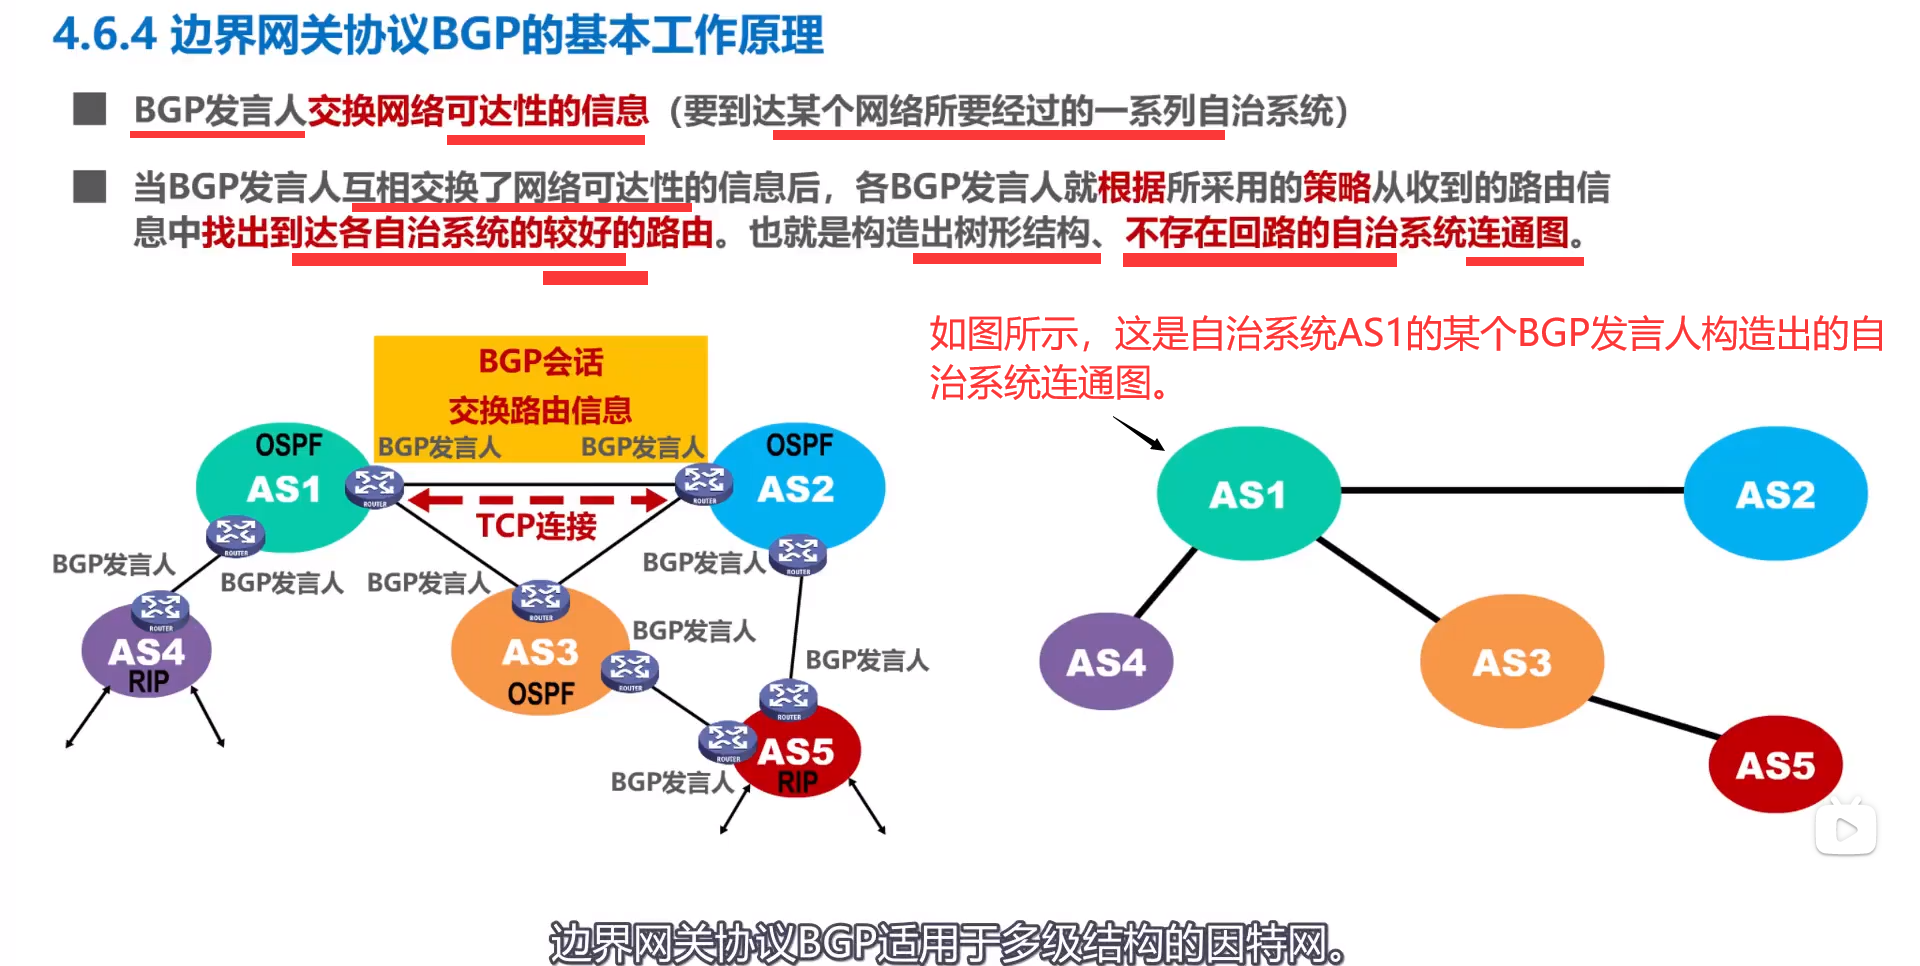 4.6.4 边界网关协议BGP的基本工作原理
BGP发言人交换网络可达性的信息（要到达某个网络所要经过的一系列自治系统）
当BGP发言人互相交换了网络可达性的信息后，各BGP发言人就根据所采用的策略从收到的路由信
息中找出到达各自治系统的较好的路由。也就是构造出树形结构、不存在回路的自治系统连通图。
如图所示，这是自治系统AS1的某个BGP发言人构造出的自
治系统连通图。
BGP会话
交换路由信息
BGP发言人 BGP发言人
OSPF
AS1
ROUTER
ROUTER
OSPF
AS2
TCP连接
ROUTER
BGP发言人
BGP发言人
BGP发言人
BGP发言人
ROUTER
ROUTER
ROUTER
AS4
RIP
AS3
OSPF
BGP发言人
ROUTER
BGP发言人
ROUTER
ROUTER
AS5
RIP
BGP发言人
AS1
AS2
AS4
AS3
AS5
边界网关协议BGP适用于多级结构的因特网。